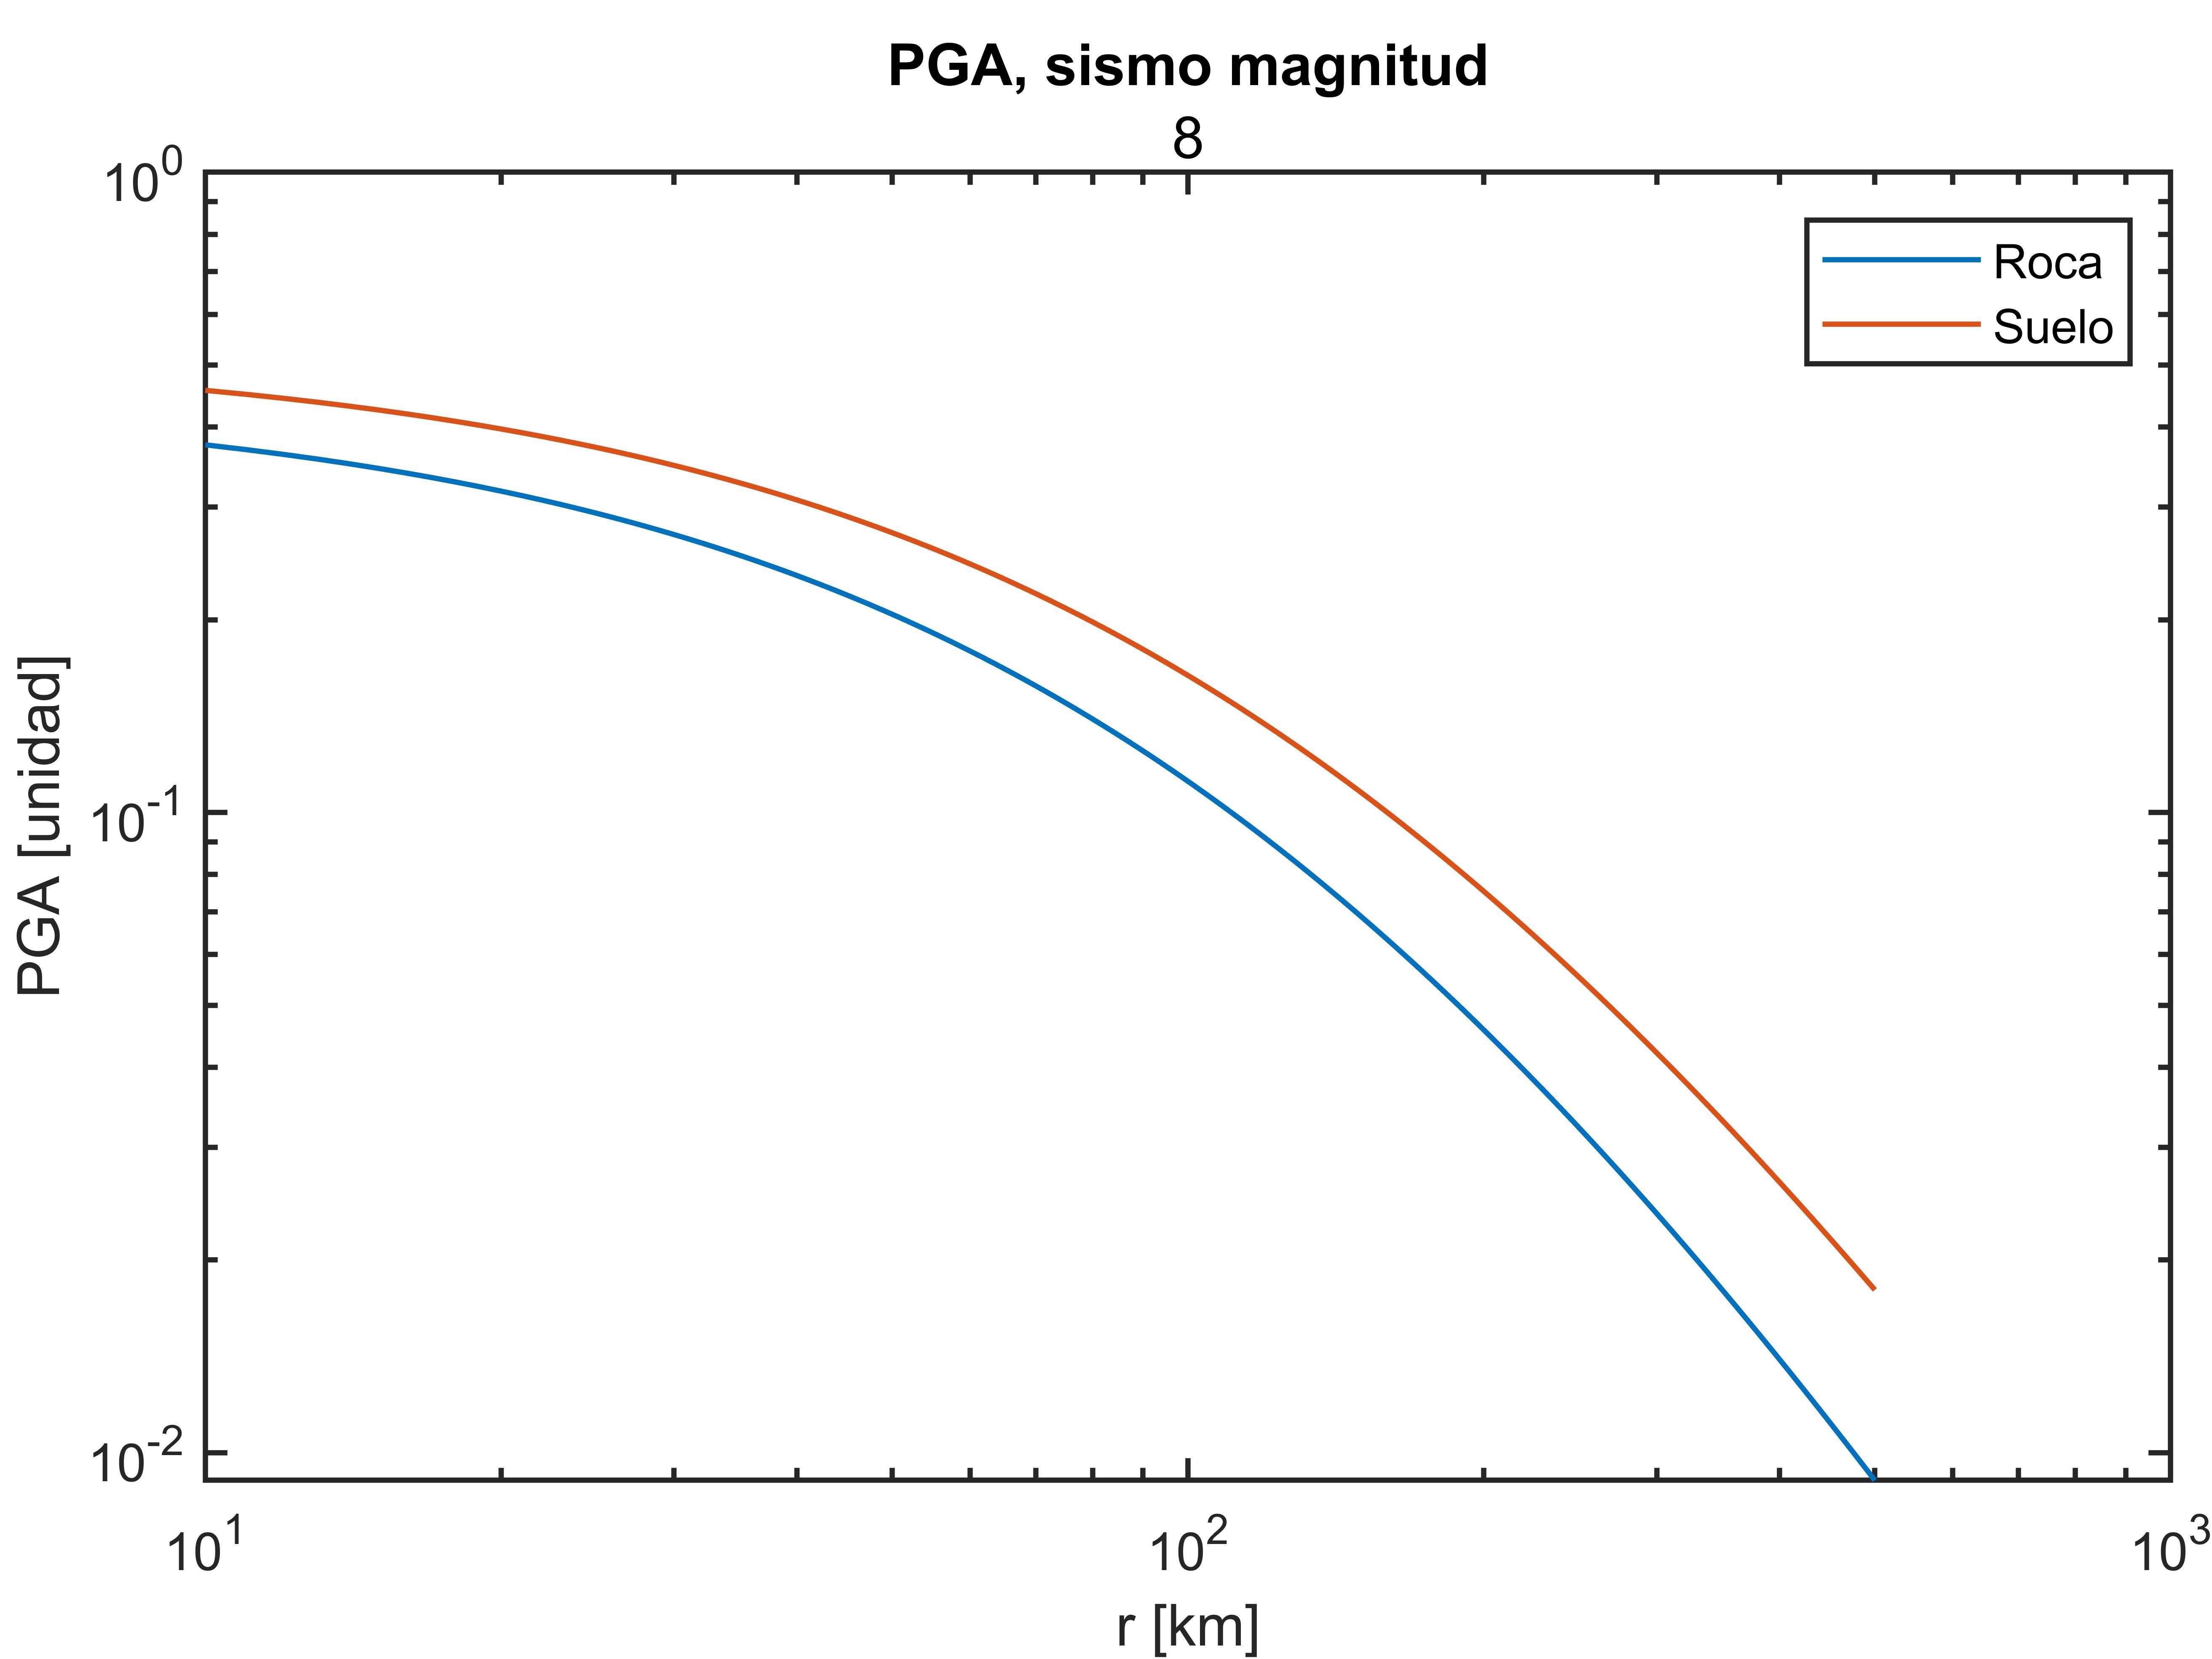 PGA, sismo magnitud
8
10^0
Roca
Suelo
PGA [unidad]
10^-1
10^-2
10^1
10^2
10^3
r [km]